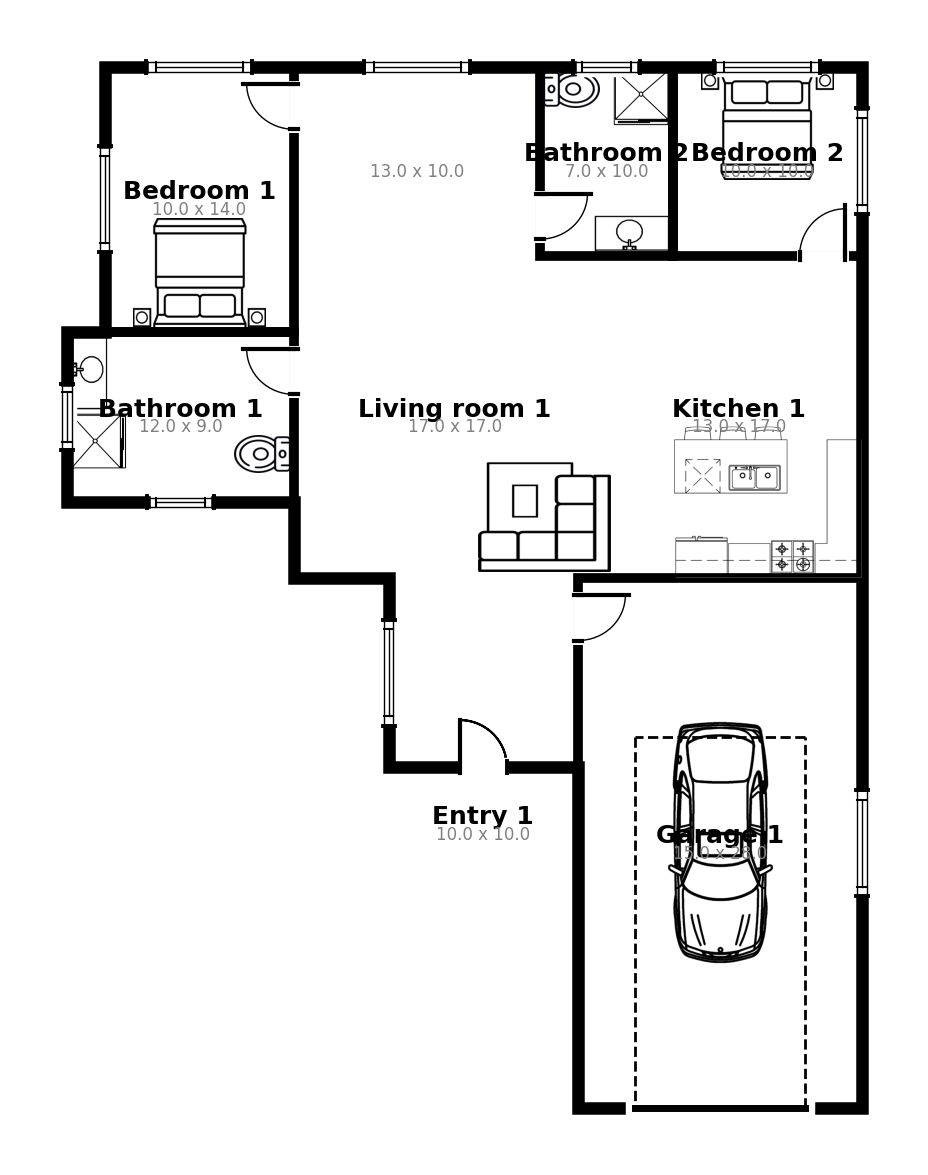 Bathroom 2
7.0 x 10.0
Bedroom 2
10.0 x 10.0
13.0 x 10.0
Bedroom 1
10.0 x 14.0
Bathroom 1
12.0 x 9.0
Living room 1
17.0 x 17.0
Kitchen 1
13.0 x 17.0
Entry 1
10.0 x 10.0
Garage 1